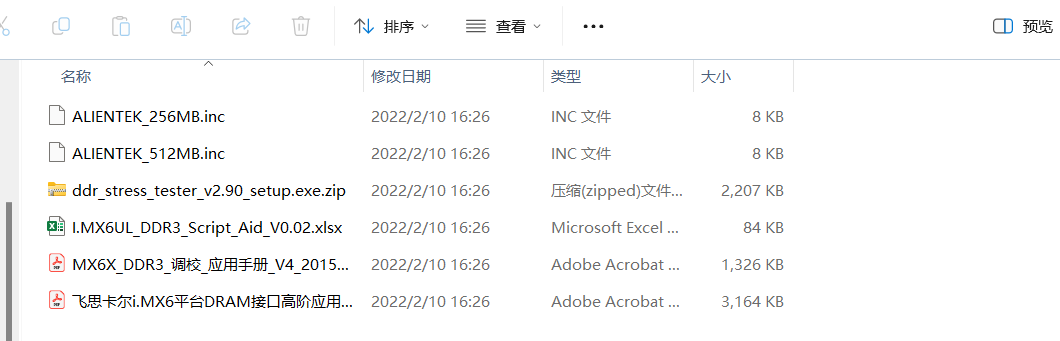 排序 查看 预览
名称 修改日期 类型 大小
ALIENTEK_256MB.inc 2022/2/10 16:26 INC 文件 8 KB
ALIENTEK_512MB.inc 2022/2/10 16:26 INC 文件 8 KB
ddr_stress_tester_v2.90_setup.exe.zip 2022/2/10 16:26 压缩(zipped)文件... 2,207 KB
I.MX6UL_DDR3_Script_Aid_V0.02.xlsx 2022/2/10 16:26 Microsoft Excel ... 84 KB
MX6X_DDR3_调校_应用手册_V4_2015... 2022/2/10 16:26 Adobe Acrobat ... 1,326 KB
飞思卡尔i.MX6平台DRAM接口高阶应用... 2022/2/10 16:26 Adobe Acrobat ... 3,164 KB